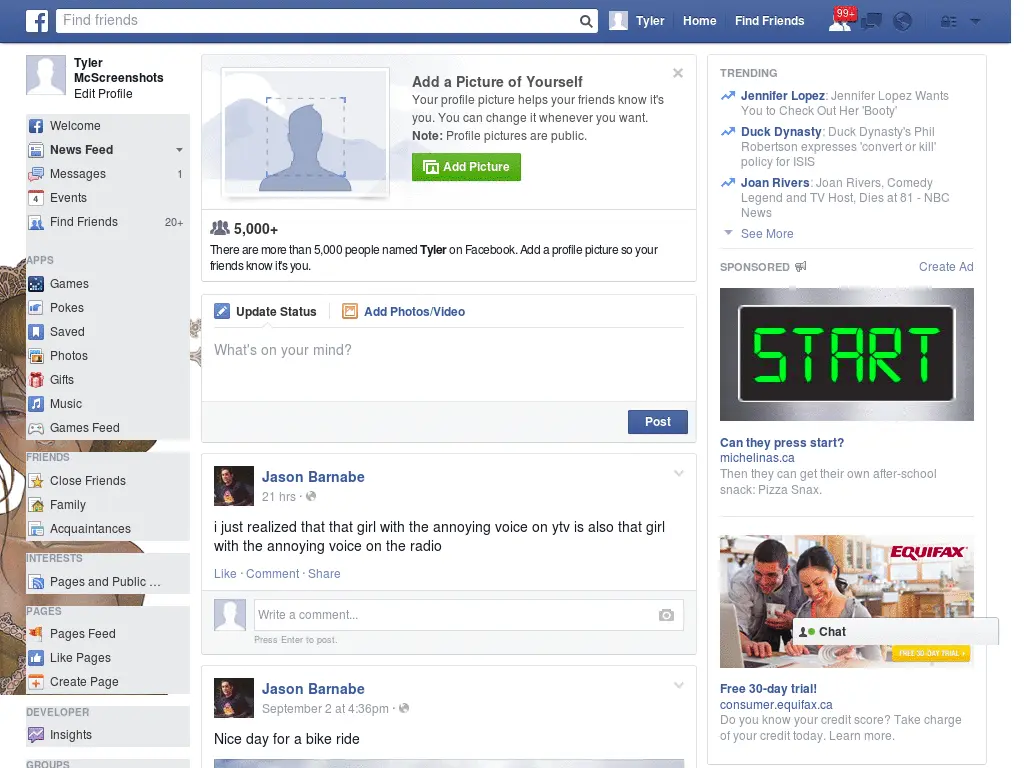 Find friends
Tyler
Home
Find Friends
99+
Tyler
McScreenshots
Edit Profile
Welcome
News Feed
Messages 1
Events
Find Friends 20+
APPS
Games
Pokes
Saved
Photos
Gifts
Music
Games Feed
FRIENDS
Close Friends
Family
Acquaintances
INTERESTS
Pages and Public ...
PAGES
Pages Feed
Like Pages
Create Page
DEVELOPER
Insights
GROUPS
Add a Picture of Yourself
Your profile picture helps your friends know it's
you. You can change it whenever you want.
Note: Profile pictures are public.
Add Picture
5,000+
There are more than 5,000 people named Tyler on Facebook. Add a profile picture so your
friends know it's you.
Update Status
Add Photos/Video
What's on your mind?
Post
Jason Barnabe
21 hrs ·
i just realized that that girl with the annoying voice on ytv is also that girl
with the annoying voice on the radio
Like · Comment · Share
Write a comment...
Press Enter to post.
Jason Barnabe
September 2 at 4:36pm ·
Nice day for a bike ride
TRENDING
Jennifer Lopez: Jennifer Lopez Wants
You to Check Out Her 'Booty'
Duck Dynasty: Duck Dynasty's Phil
Robertson expresses 'convert or kill'
policy for ISIS
Joan Rivers: Joan Rivers, Comedy
Legend and TV Host, Dies at 81 - NBC
News
See More
SPONSORED
Create Ad
START
Can they press start?
michelinas.ca
Then they can get their own after-school
snack: Pizza Snax.
EQUIFAX
Chat
FREE 30-DAY TRIAL
Free 30-day trial!
consumer.equifax.ca
Do you know your credit score? Take charge
of your credit today. Learn more.